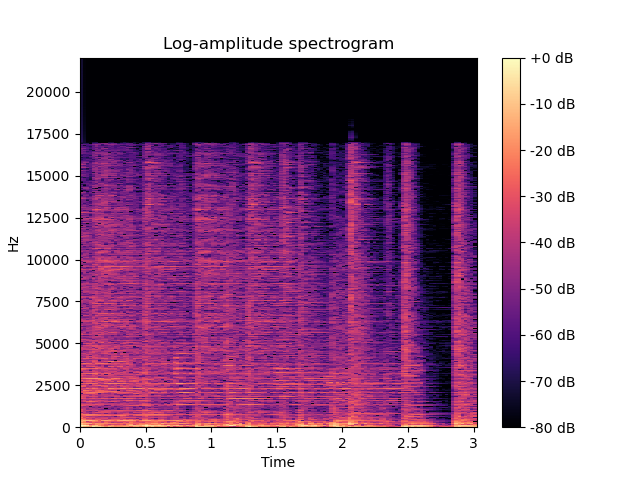 Log-amplitude spectrogram
20000
17500
15000
12500
10000
7500
5000
2500
0
Hz
0 0.5 1 1.5 2 2.5 3
Time
+0 dB
-10 dB
-20 dB
-30 dB
-40 dB
-50 dB
-60 dB
-70 dB
-80 dB